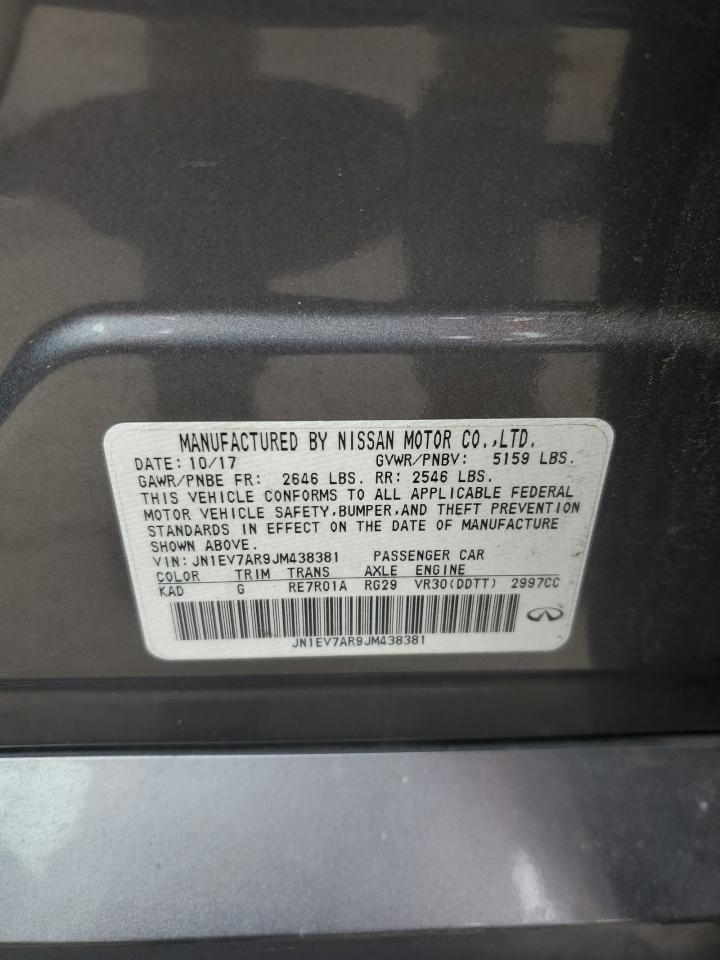 MANUFACTURED BY NISSAN MOTOR CO.,LTD.
DATE: 10/17 GVWR/PNBV: 5159 LBS.
GAWR/PNBE FR: 2646 LBS. RR: 2546 LBS.
THIS VEHICLE CONFORMS TO ALL APPLICABLE FEDERAL
MOTOR VEHICLE SAFETY,BUMPER,AND THEFT PREVENTION
STANDARDS IN EFFECT ON THE DATE OF MANUFACTURE
SHOWN ABOVE.
VIN: JN1EV7AR9JM438381 PASSENGER CAR
COLOR TRIM TRANS AXLE ENGINE
KAD G RE7R01A RG29 VR30(DDTT) 2997CC
JN1EV7AR9JM438381